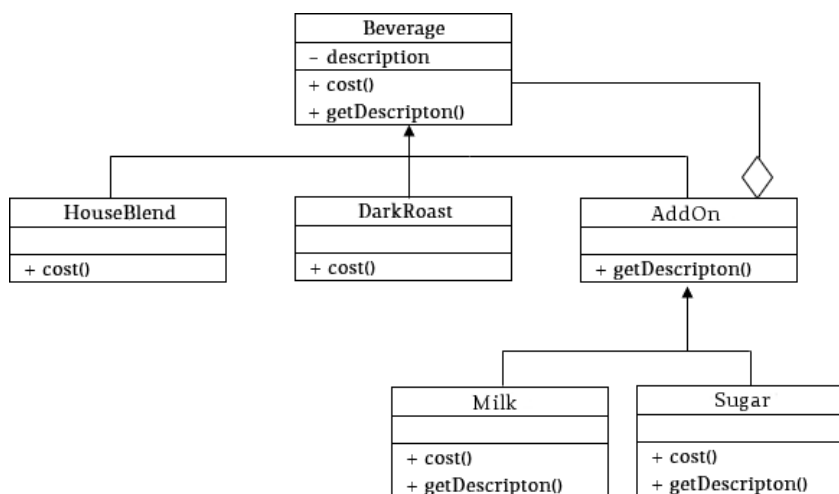 Beverage
- description
+ cost()
+ getDescripton()
HouseBlend
+ cost()
DarkRoast
+ cost()
AddOn
+ getDescripton()
Milk
+ cost()
+ getDescripton()
Sugar
+ cost()
+ getDescripton()